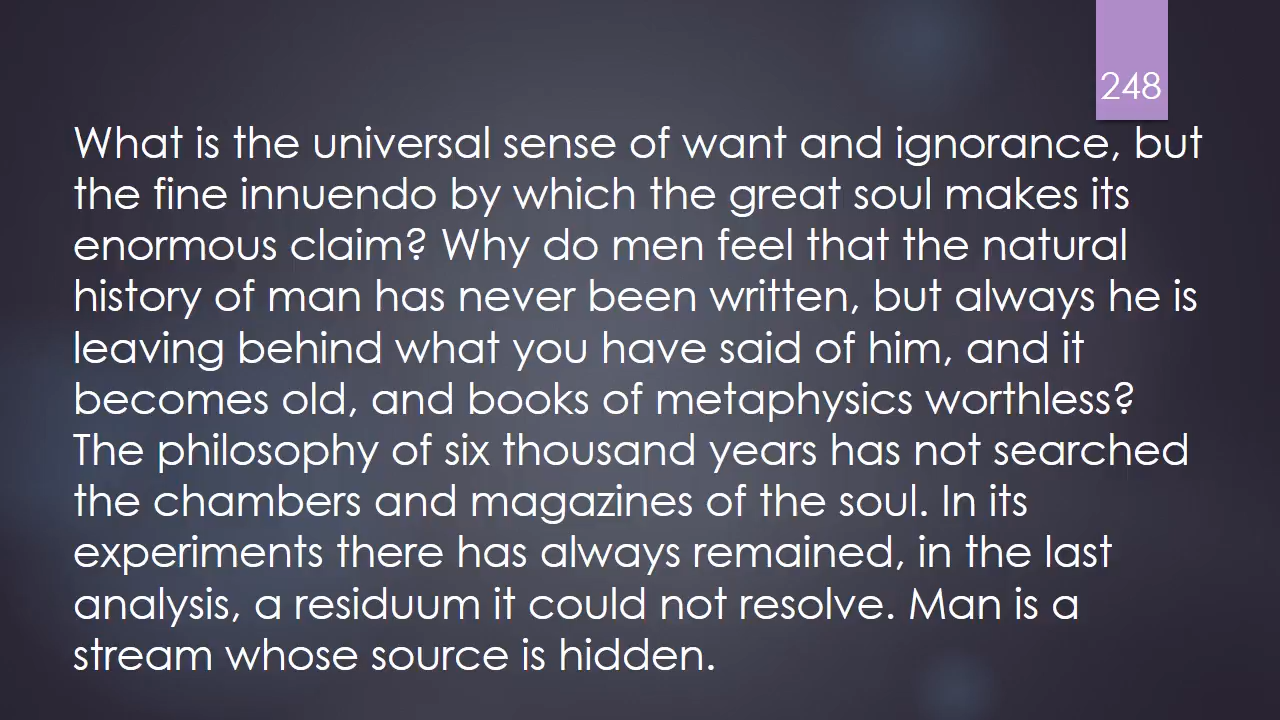 248
What is the universal sense of want and ignorance, but
the fine innuendo by which the great soul makes its
enormous claim? Why do men feel that the natural
history of man has never been written, but always he is
leaving behind what you have said of him, and it
becomes old, and books of metaphysics worthless?
The philosophy of six thousand years has not searched
the chambers and magazines of the soul. In its
experiments there has always remained, in the last
analysis, a residuum it could not resolve. Man is a
stream whose source is hidden.